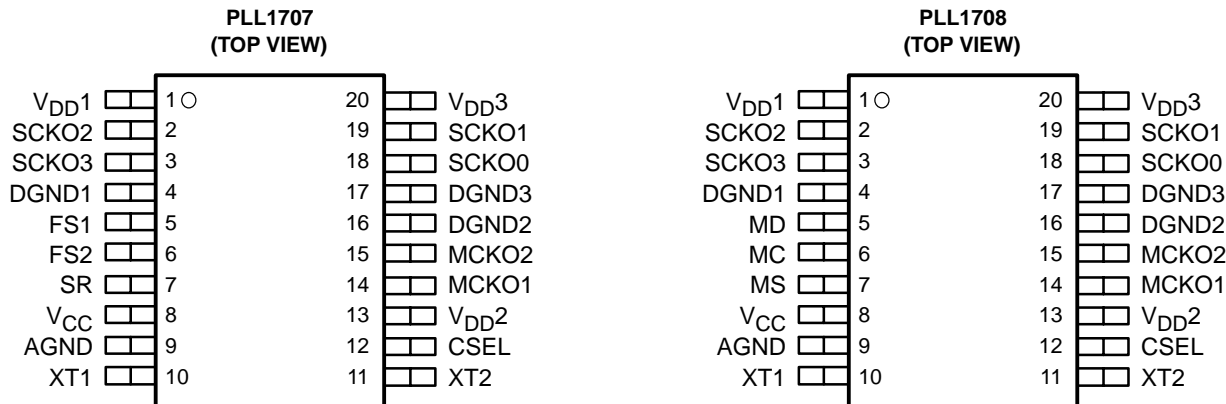 PLL1707
(TOP VIEW)
VDD1 1 20 VDD3
SCKO2 2 19 SCKO1
SCKO3 3 18 SCKO0
DGND1 4 17 DGND3
FS1 5 16 DGND2
FS2 6 15 MCKO2
SR 7 14 MCKO1
VCC 8 13 VDD2
AGND 9 12 CSEL
XT1 10 11 XT2
PLL1708
(TOP VIEW)
VDD1 1 20 VDD3
SCKO2 2 19 SCKO1
SCKO3 3 18 SCKO0
DGND1 4 17 DGND3
MD 5 16 DGND2
MC 6 15 MCKO2
MS 7 14 MCKO1
VCC 8 13 VDD2
AGND 9 12 CSEL
XT1 10 11 XT2